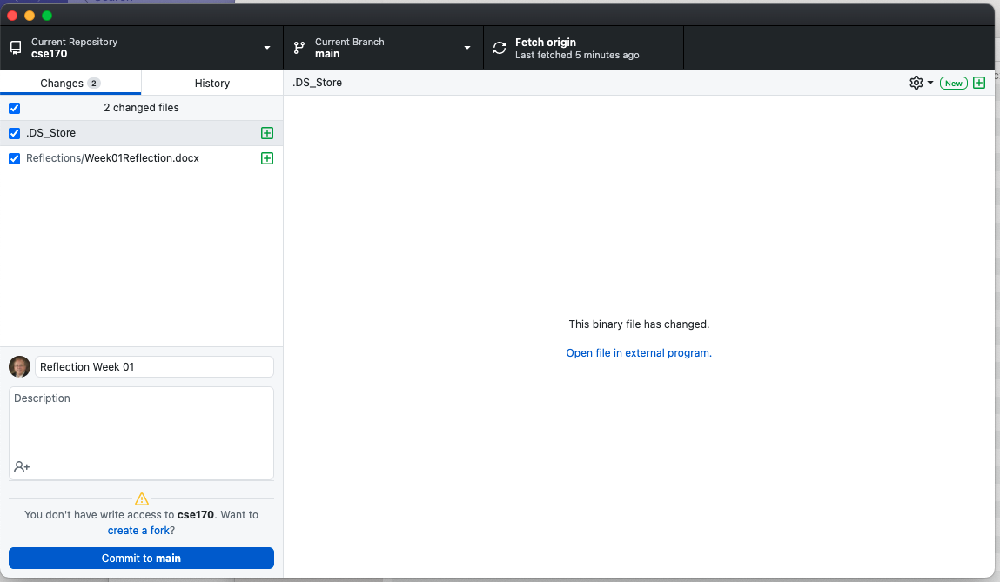 Current Repository
cse170
Current Branch
main
Fetch origin
Last fetched 5 minutes ago
Changes 2
History
.DS_Store
New
2 changed files
.DS_Store
Reflections/Week01Reflection.docx
This binary file has changed.
Open file in external program.
Reflection Week 01
Description
You don't have write access to cse170. Want to
create a fork?
Commit to main